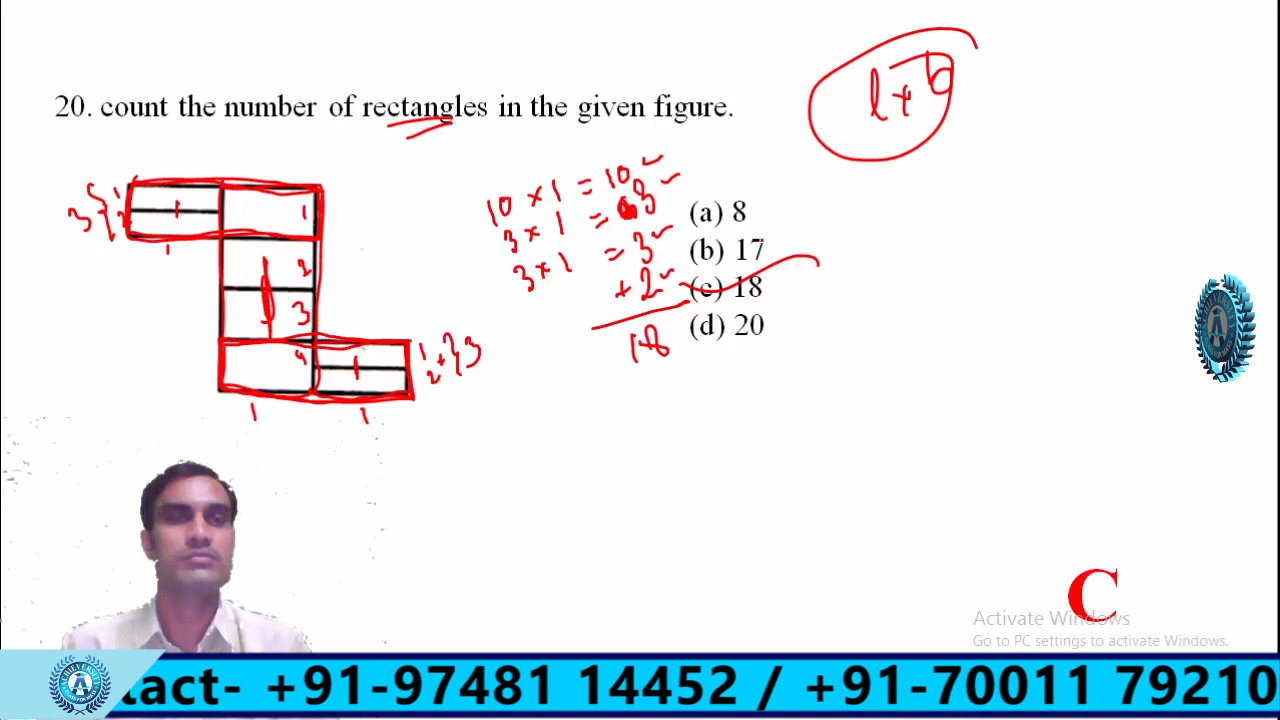 l + b
20. count the number of rectangles in the given figure.
10 × 1 = 10
3 × 1 = 3
3 × 1 = 3
+ 2
18
(a) 8
(b) 17
(c) 18
(d) 20
3 { 1
2
1
1
1
2
3
4
1
1 + } 3
2
1
1
C
Activate Windows
Go to PC settings to activate Windows.
A
tact- +91-97481 14452 / +91-70011 79210